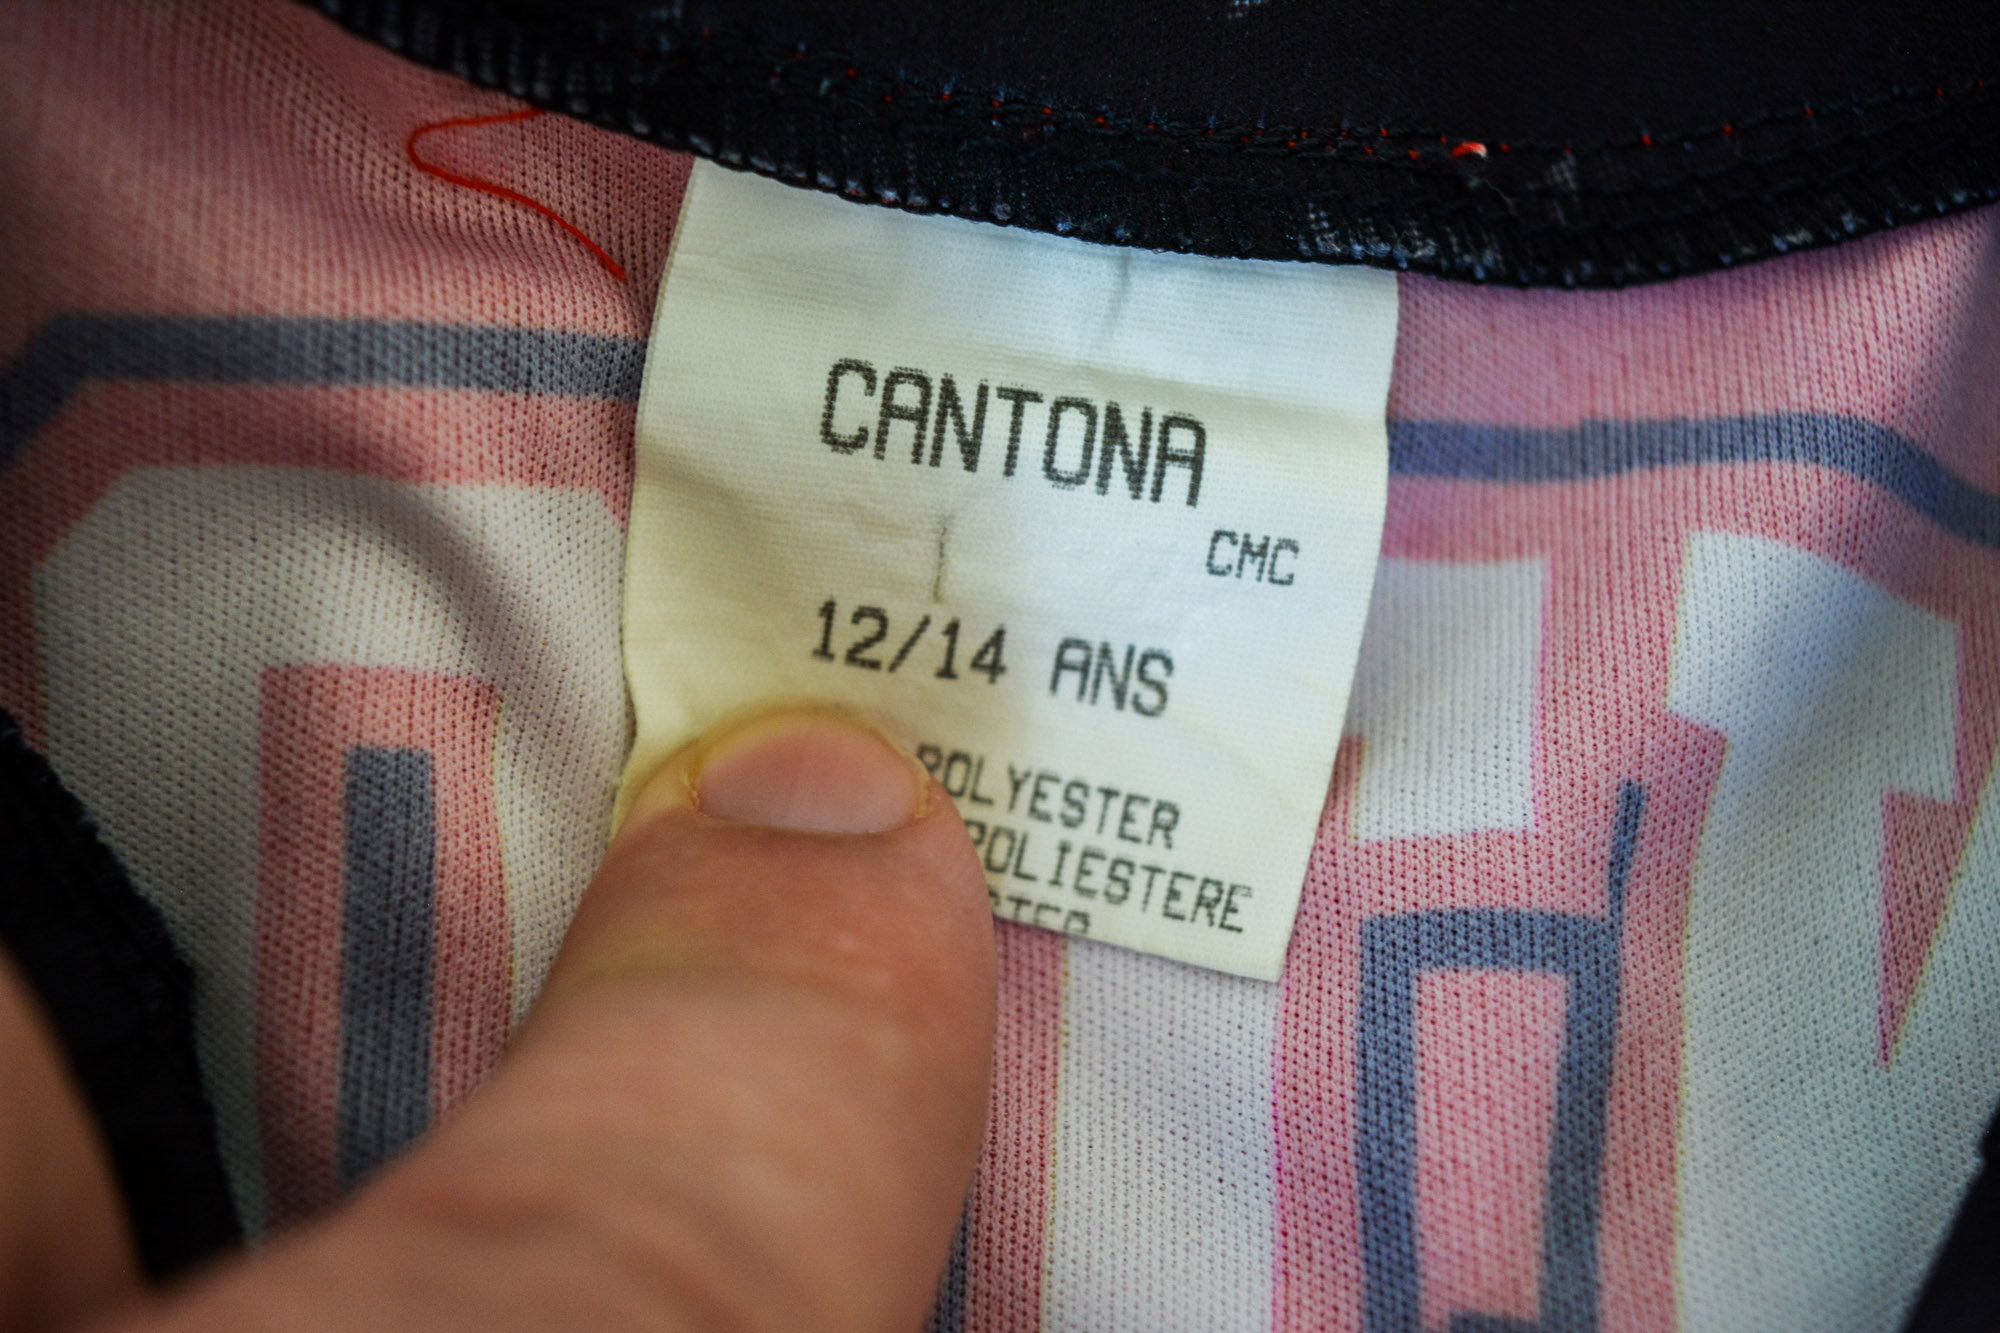 CANTONA
CMC
12/14 ANS
POLYESTER
POLIESTERE